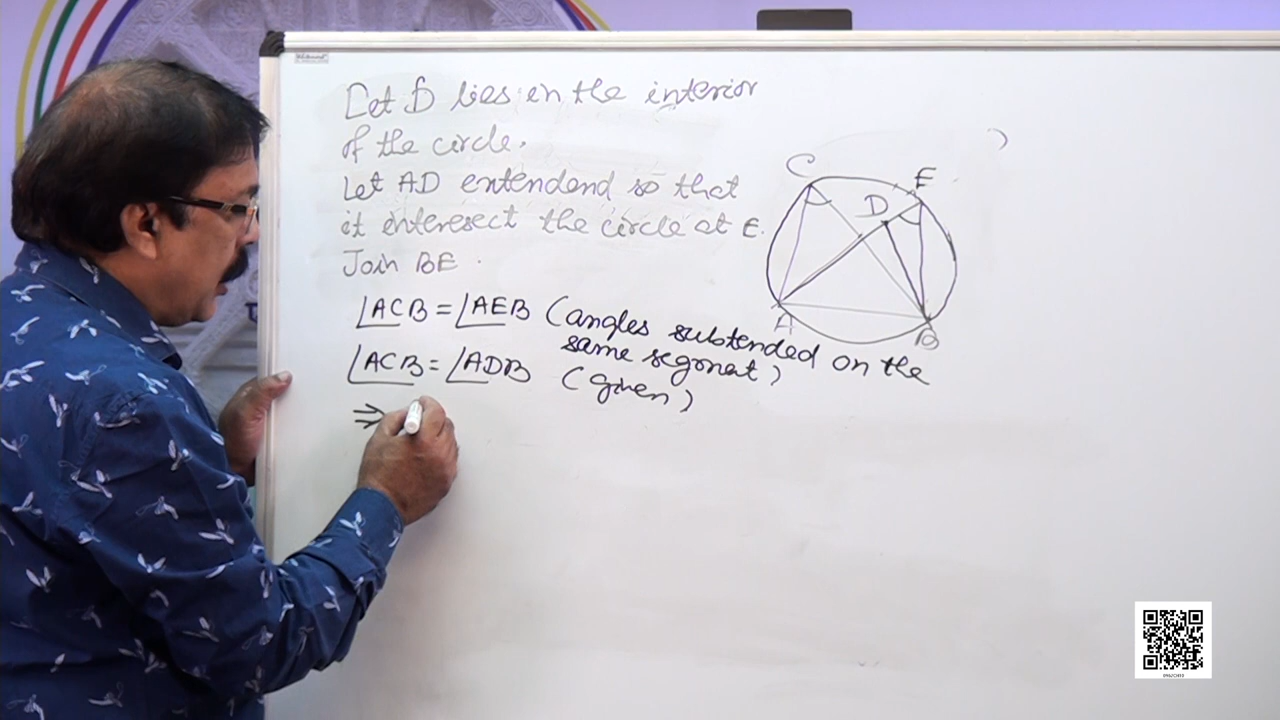 Let D lies in the interior
of the circle.
Let AD entendend so that
it interesect the circle at E.
Join BE.
∠ACB = ∠AEB (angles subtended on the
same segmnat)
∠ACB = ∠ADB (given)
⇒
C
E
D
A
B